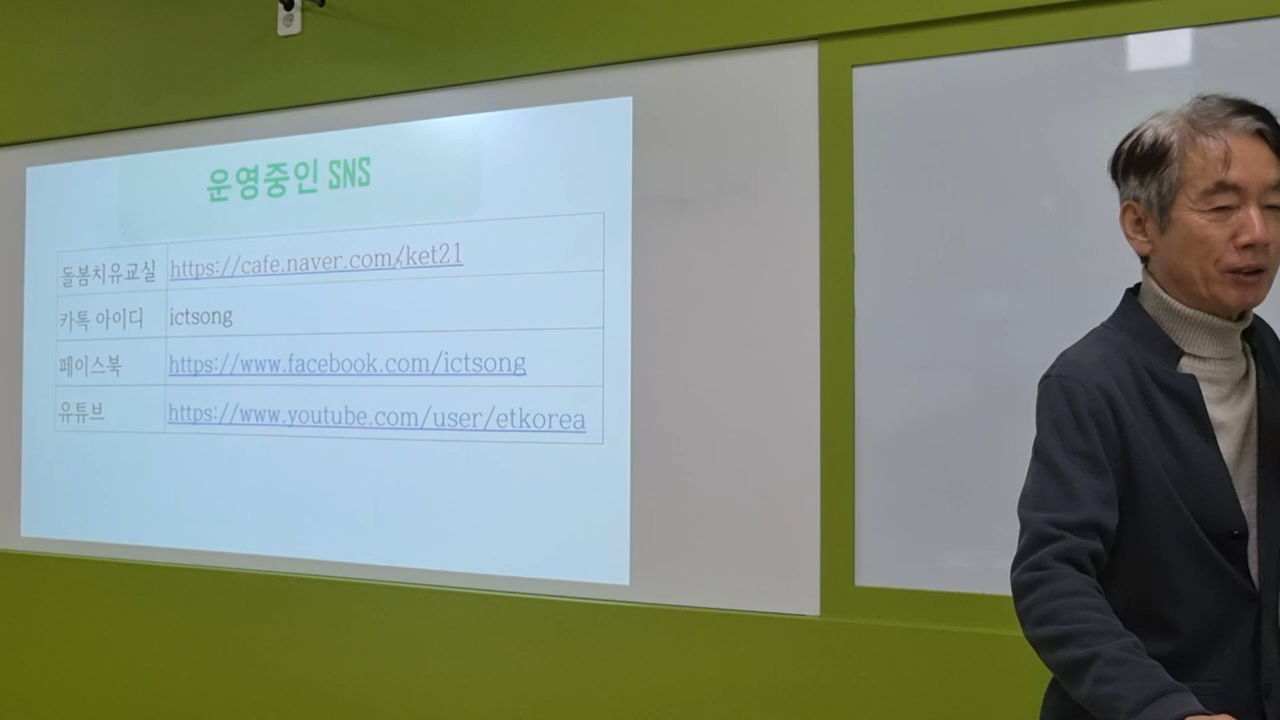 운영중인 SNS
돌봄치유교실 https://cafe.naver.com/ket21
카톡 아이디 ictsong
페이스북 https://www.facebook.com/ictsong
유튜브 https://www.youtube.com/user/etkorea